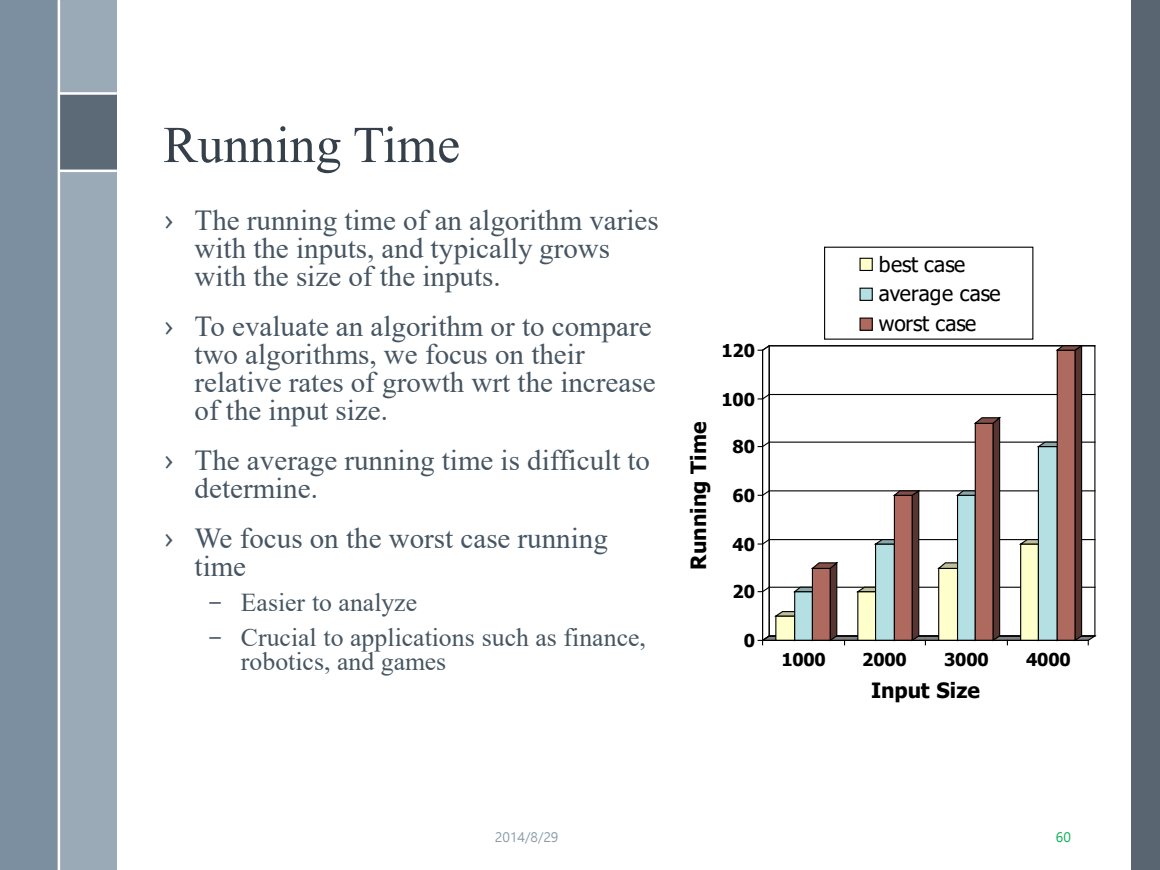 Running Time
› The running time of an algorithm varies
with the inputs, and typically grows
with the size of the inputs.
› To evaluate an algorithm or to compare
two algorithms, we focus on their
relative rates of growth wrt the increase
of the input size.
› The average running time is difficult to
determine.
› We focus on the worst case running
time
– Easier to analyze
– Crucial to applications such as finance,
robotics, and games
best case
average case
worst case
120
100
80
60
40
20
0
Running Time
1000 2000 3000 4000
Input Size
2014/8/29
60